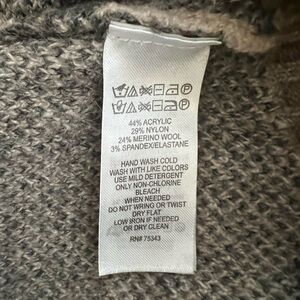 44% ACRYLIC
29% NYLON
24% MERINO WOOL
3% SPANDEX/ELASTANE
HAND WASH COLD
WASH WITH LIKE COLORS
USE MILD DETERGENT
ONLY NON-CHLORINE
BLEACH
WHEN NEEDED
DO NOT WRING OR TWIST
DRY FLAT
LOW IRON IF NEEDED
OR DRY CLEAN
RN# 75343